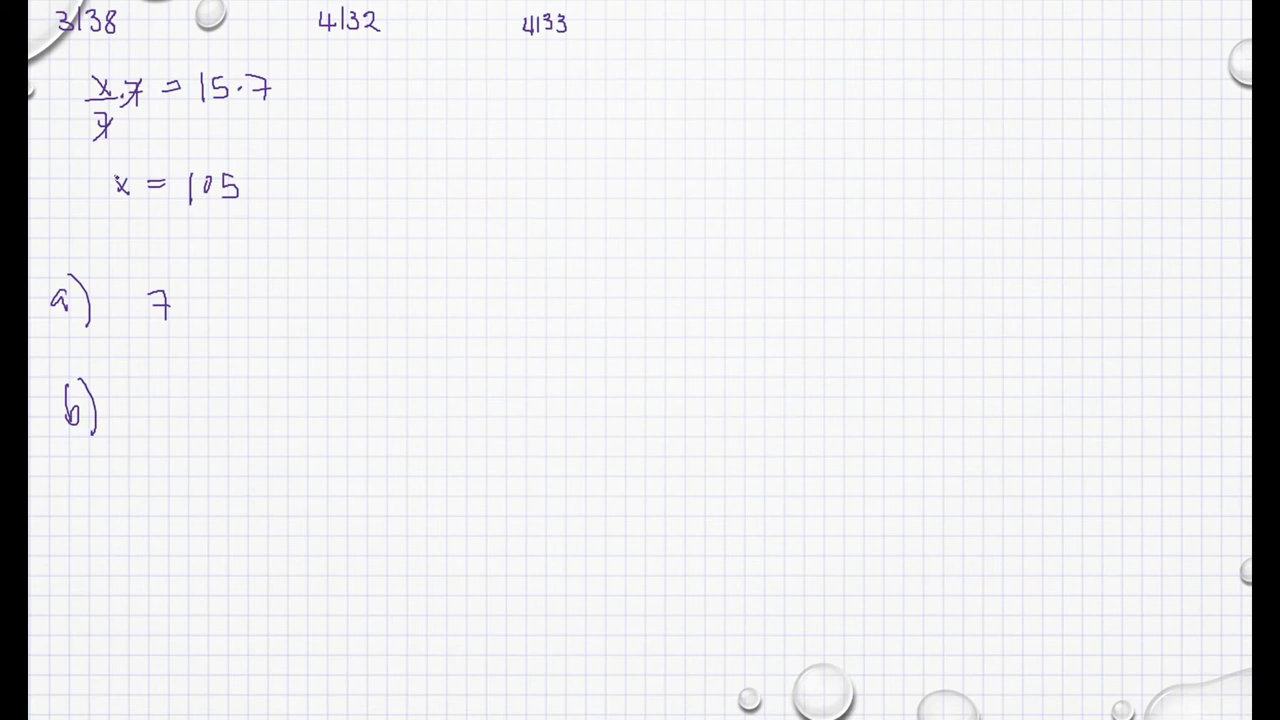 3|38 4|32 4|33
x/7 · 7 = 15 · 7
x = 105
a) 7
b)